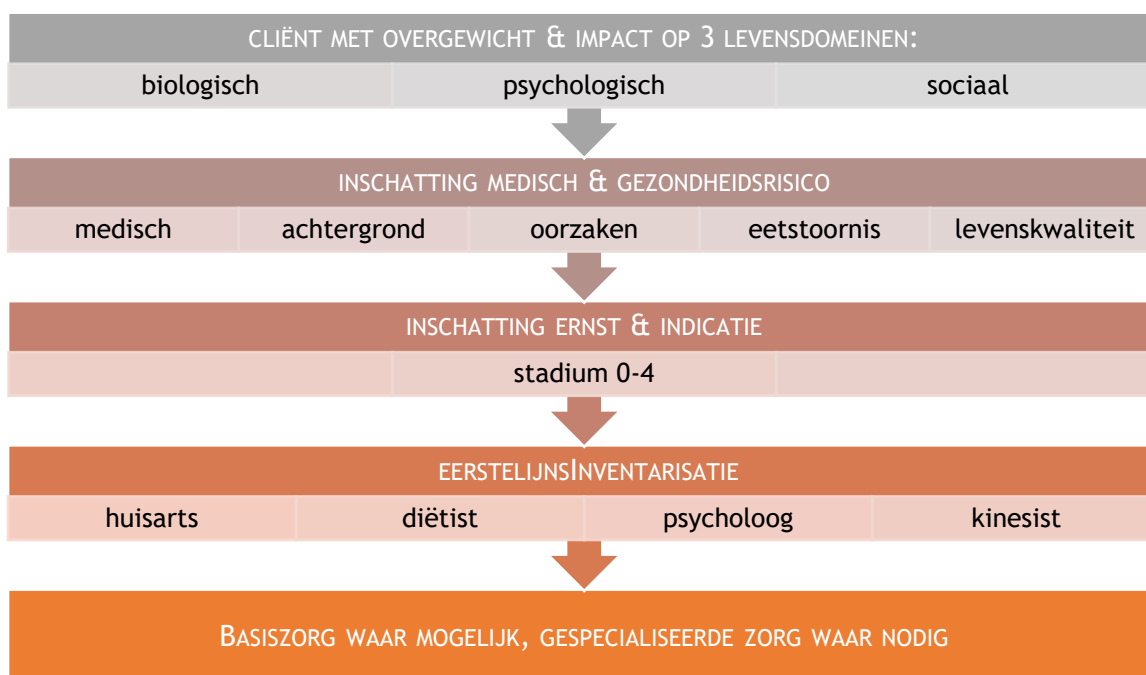 CLIËNT MET OVERGEWICHT & IMPACT OP 3 LEVENSDOMEINEN:
biologisch psychologisch sociaal
INSCHATTING MEDISCH & GEZONDHEIDSRISICO
medisch achtergrond oorzaken eetstoornis levenskwaliteit
INSCHATTING ERNST & INDICATIE
stadium 0-4
EERSTELIJNSINVENTARISATIE
huisarts diëtist psycholoog kinesist
BASISZORG WAAR MOGELIJK, GESPECIALISEERDE ZORG WAAR NODIG